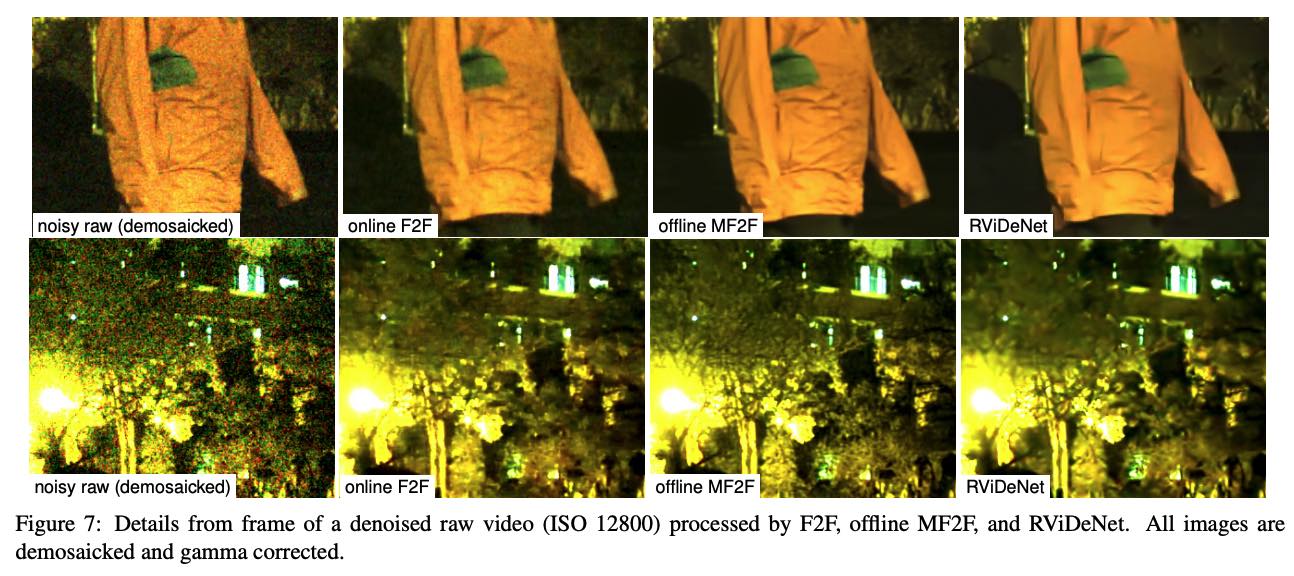 noisy raw (demosaicked)
online F2F
offline MF2F
RViDeNet
noisy raw (demosaicked)
online F2F
offline MF2F
RViDeNet
Figure 7: Details from frame of a denoised raw video (ISO 12800) processed by F2F, offline MF2F, and RViDeNet. All images are
demosaicked and gamma corrected.